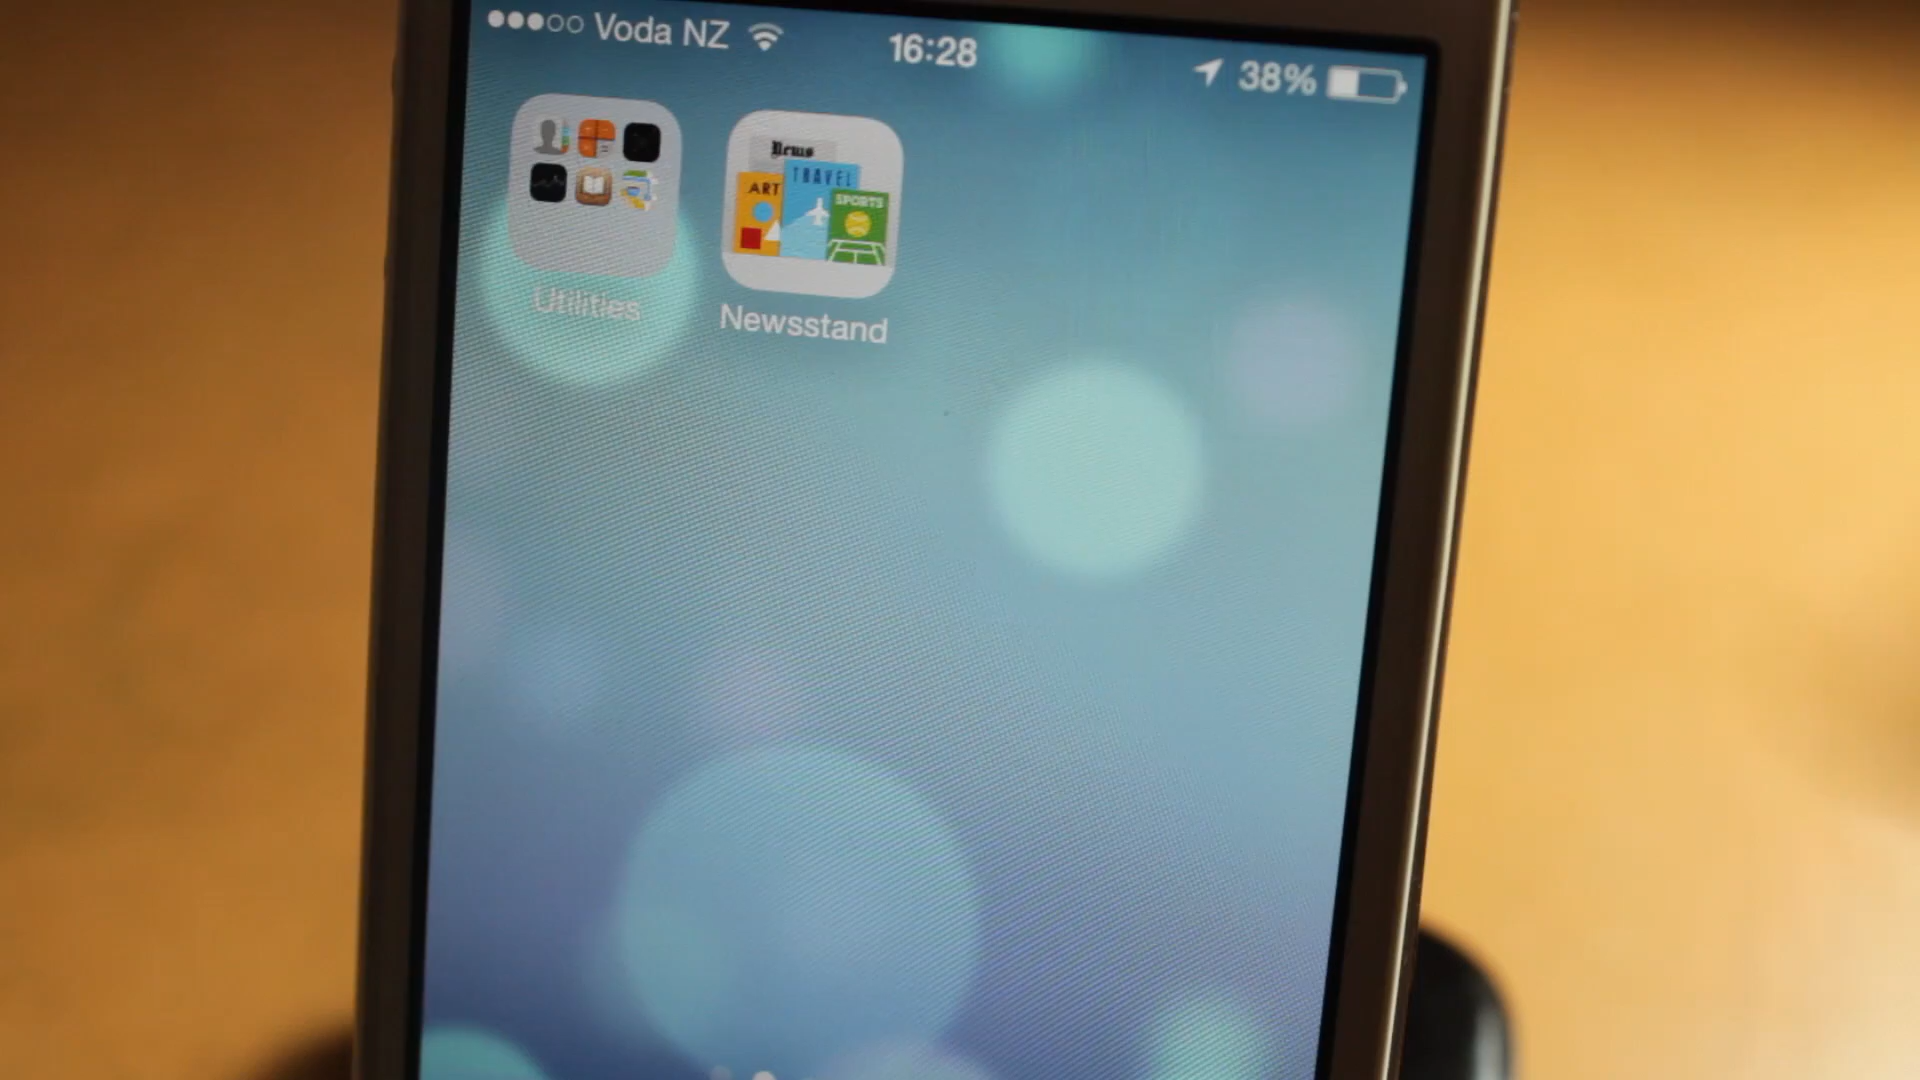 Voda NZ 16:28 38%
News
TRAVEL
ART
SPORTS
Utilities
Newsstand